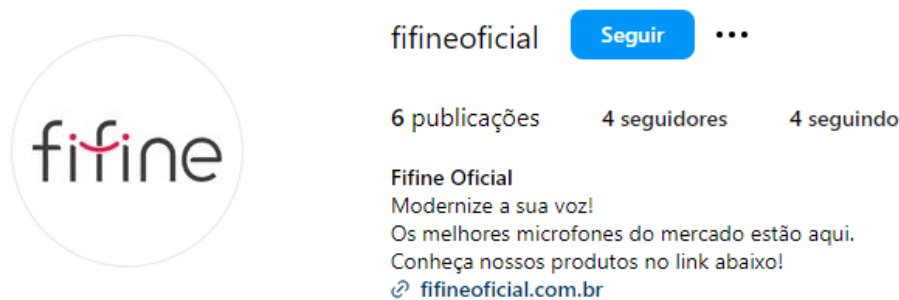 fifine
fifineoficial Seguir
6 publicações 4 seguidores 4 seguindo
Fifine Oficial
Modernize a sua voz!
Os melhores microfones do mercado estão aqui.
Conheça nossos produtos no link abaixo!
fifineoficial.com.br